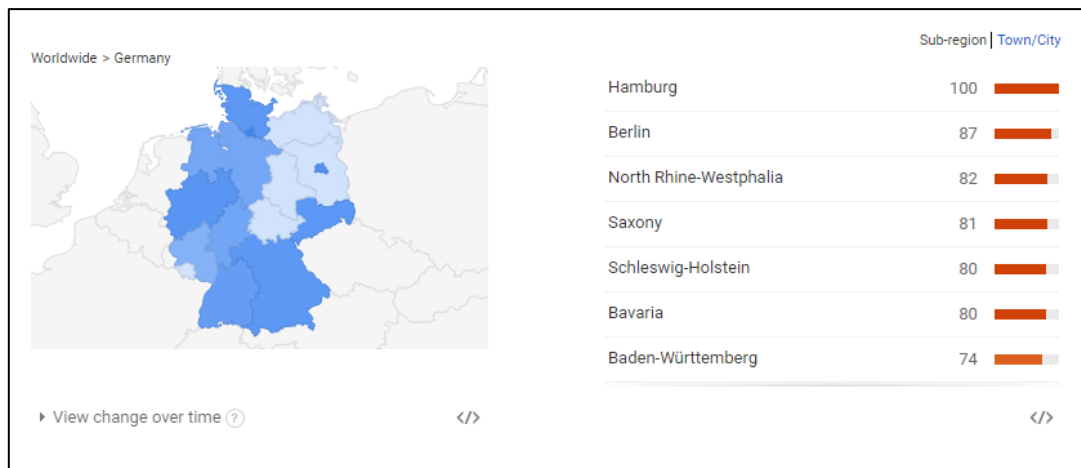 Sub-region | Town/City
Worldwide > Germany
Hamburg 100
Berlin 87
North Rhine-Westphalia 82
Saxony 81
Schleswig-Holstein 80
Bavaria 80
Baden-Württemberg 74
View change over time ? </> </>